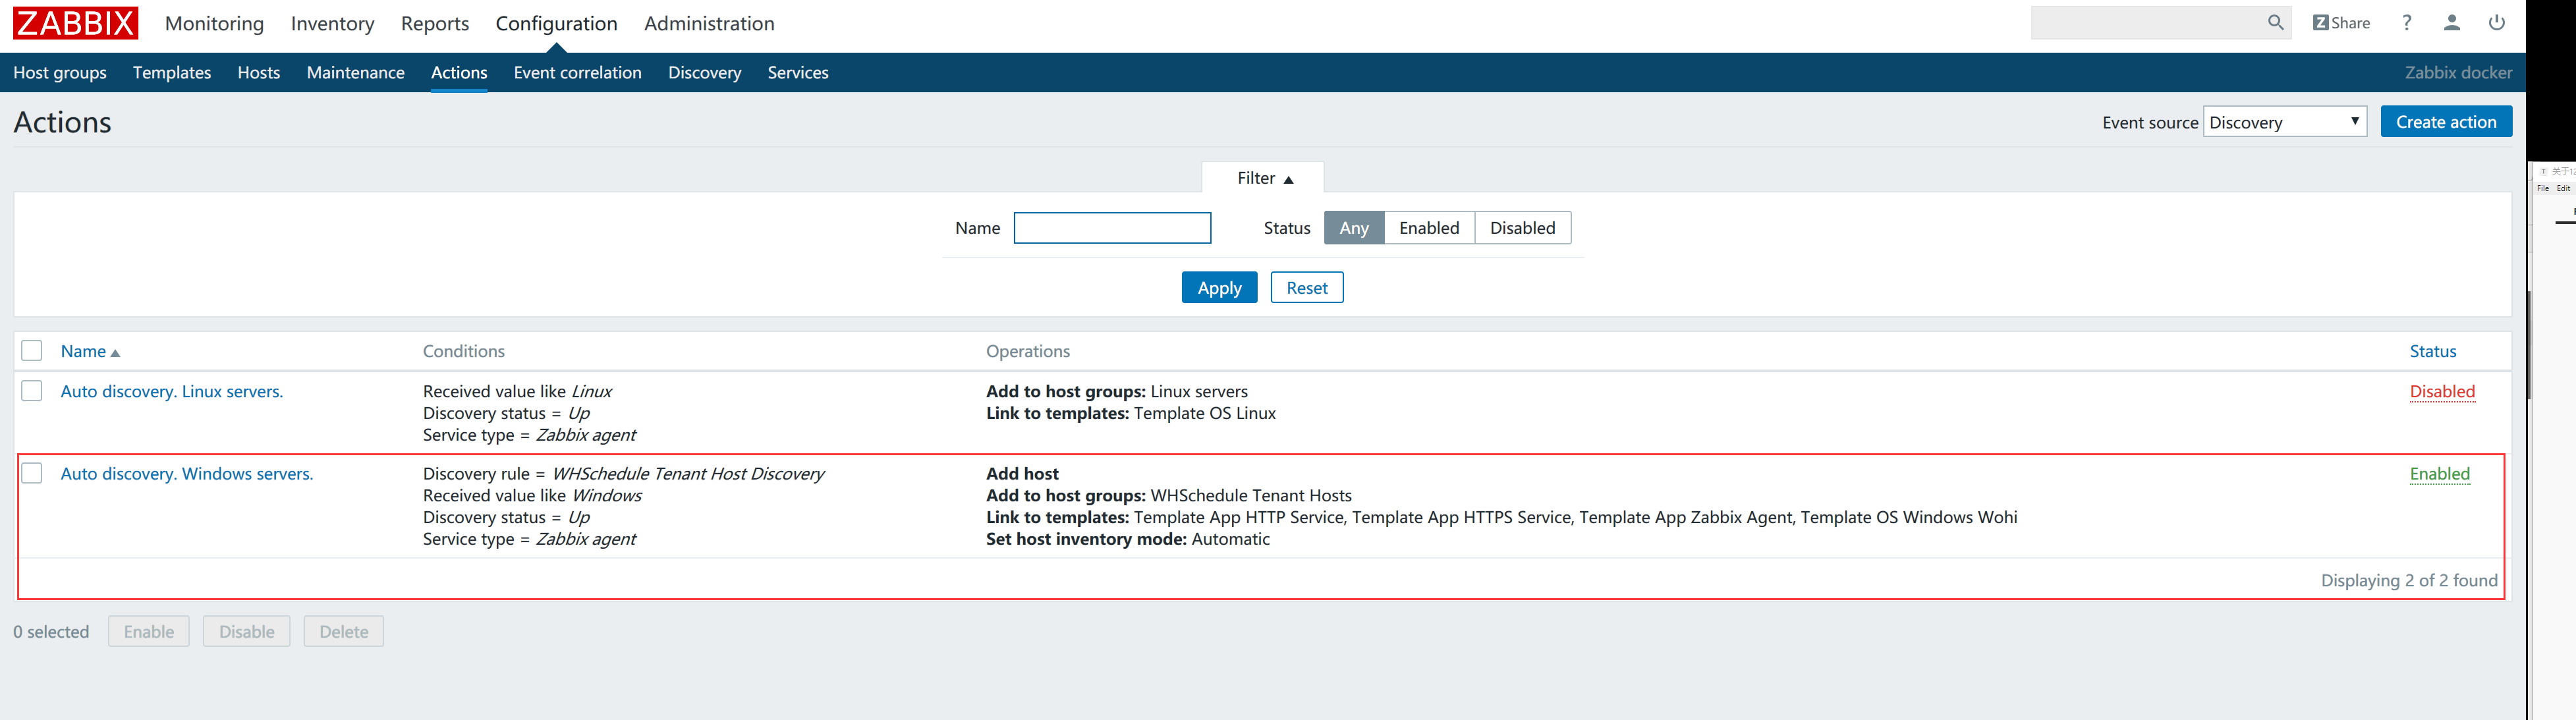 ZABBIX Monitoring Inventory Reports Configuration Administration Z Share ?
Host groups Templates Hosts Maintenance Actions Event correlation Discovery Services Zabbix docker
Actions Event source Discovery ▼ Create action
Filter ▲
Name Status Any Enabled Disabled
Apply Reset
Name ▲ Conditions Operations Status
Auto discovery. Linux servers. Received value like Linux Add to host groups: Linux servers Disabled
Discovery status = Up Link to templates: Template OS Linux
Service type = Zabbix agent
Auto discovery. Windows servers. Discovery rule = WHSchedule Tenant Host Discovery Add host Enabled
Received value like Windows Add to host groups: WHSchedule Tenant Hosts
Discovery status = Up Link to templates: Template App HTTP Service, Template App HTTPS Service, Template App Zabbix Agent, Template OS Windows Wohi
Service type = Zabbix agent Set host inventory mode: Automatic
Displaying 2 of 2 found
0 selected Enable Disable Delete
T 关于
File Edit